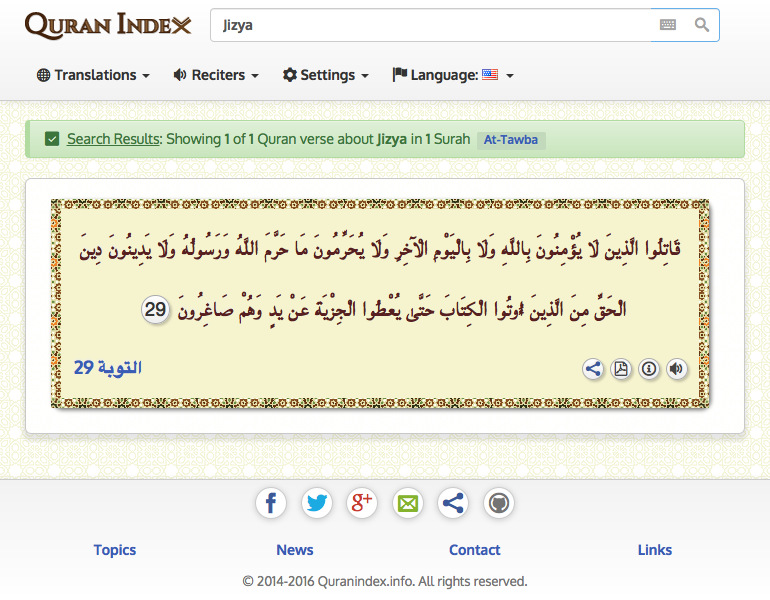 QURAN INDEX
Jizya
Translations
Reciters
Settings
Language:
Search Results: Showing 1 of 1 Quran verse about Jizya in 1 Surah At-Tawba
قَاتِلُوا الَّذِينَ لَا يُؤْمِنُونَ بِاللَّهِ وَلَا بِالْيَوْمِ الْآخِرِ وَلَا يُحَرِّمُونَ مَا حَرَّمَ اللَّهُ وَرَسُولُهُ وَلَا يَدِينُونَ دِينَ
الْحَقِّ مِنَ الَّذِينَ أُوتُوا الْكِتَابَ حَتَّىٰ يُعْطُوا الْجِزْيَةَ عَنْ يَدٍ وَهُمْ صَاغِرُونَ 29
التوبة 29
Topics
News
Contact
Links
© 2014-2016 Quranindex.info. All rights reserved.